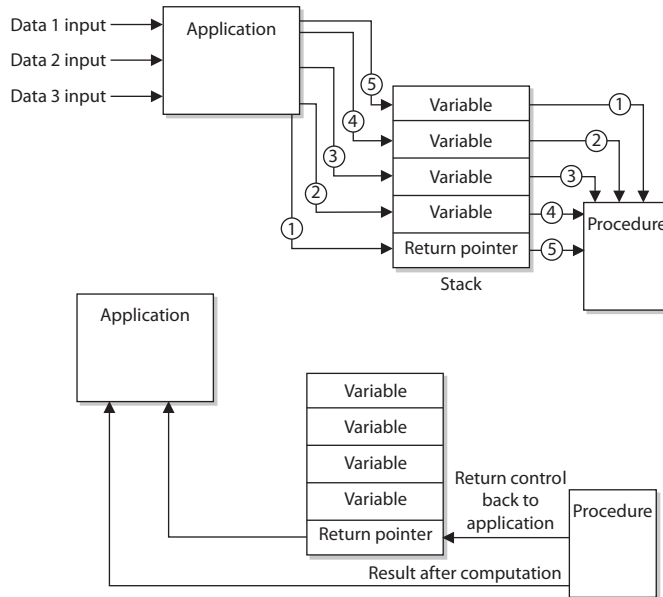 Data 1 input
Data 2 input
Data 3 input
Application
5
4
3
2
1
Variable
Variable
Variable
Variable
Return pointer
Stack
1
2
3
4
5
Procedure
Application
Variable
Variable
Variable
Variable
Return pointer
Return control
back to
application
Procedure
Result after computation